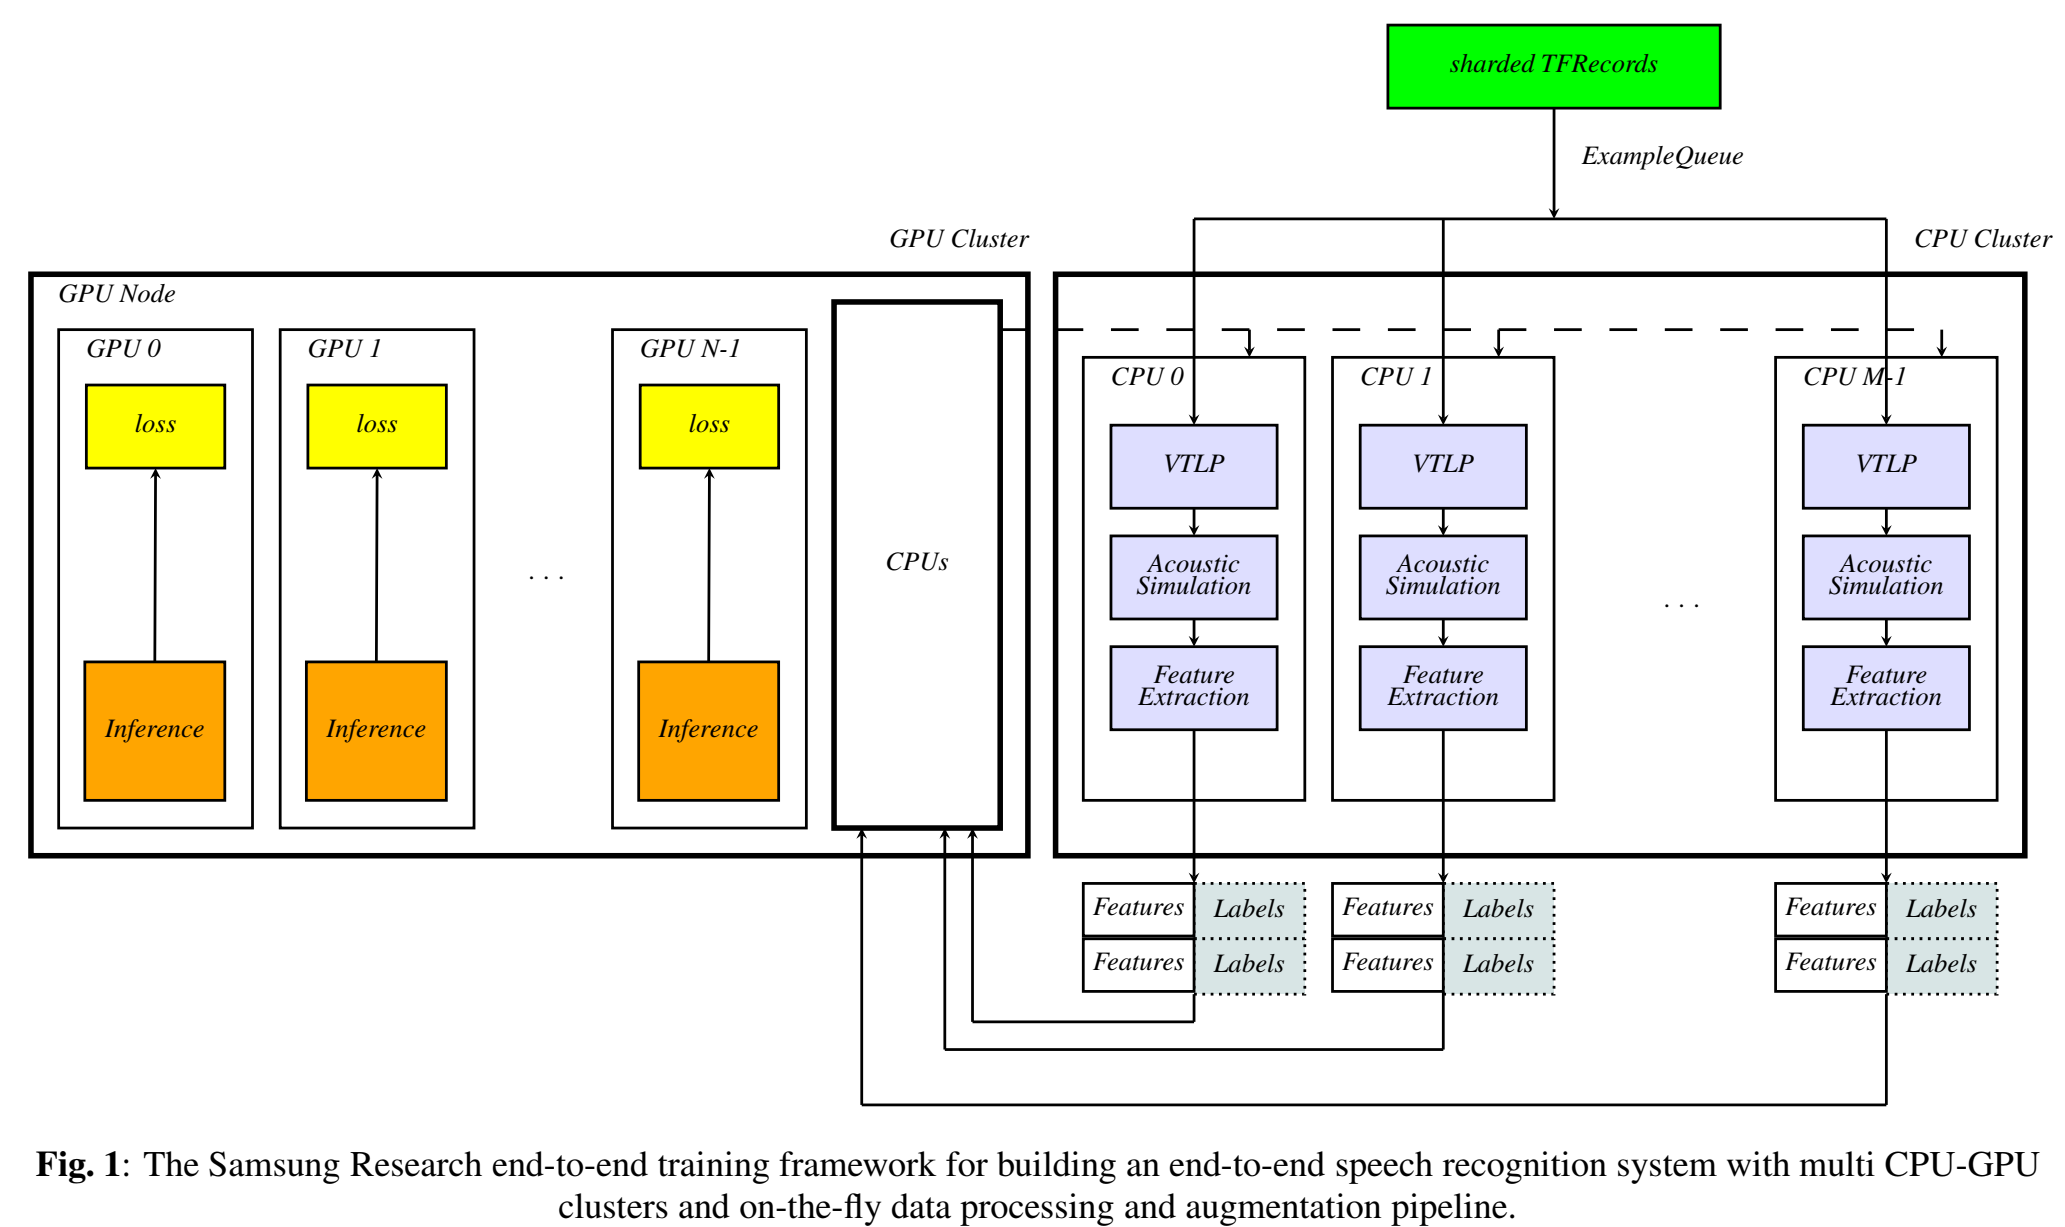 sharded TFRecords
ExampleQueue
GPU Cluster
CPU Cluster
GPU Node
GPU 0
GPU 1
GPU N-1
loss
loss
loss
. . .
Inference
Inference
Inference
CPUs
CPU 0
CPU 1
CPU M-1
VTLP
VTLP
VTLP
Acoustic
Simulation
Acoustic
Simulation
. . .
Acoustic
Simulation
Feature
Extraction
Feature
Extraction
Feature
Extraction
Features Labels
Features Labels
Features Labels
Features Labels
Features Labels
Features Labels
Fig. 1: The Samsung Research end-to-end training framework for building an end-to-end speech recognition system with multi CPU-GPU
clusters and on-the-fly data processing and augmentation pipeline.